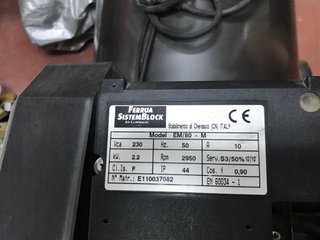 FERRUA
SISTEMBLOCK
Stabilimento di Cherasco (CN) ITALY
CE
Model EM/80 - M
Vca 230 Hz. 50 A 10
kW. 2.2 Rpm 2950 Serv. S3/50% 10/10
Cl.Is. F IP 44 Cos. f 0,90
N° Matr.: E110037082 EN 60034 - 1